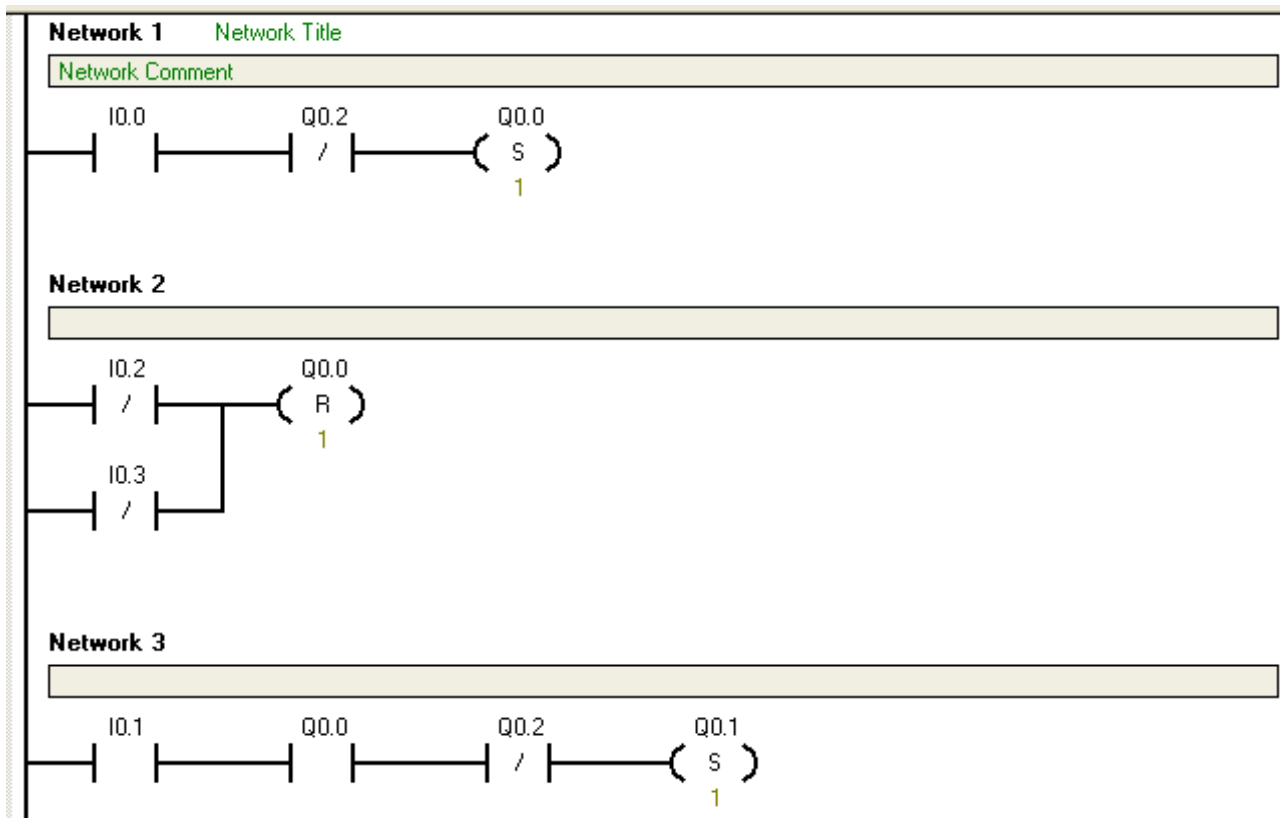 Network 1 Network Title
Network Comment
I0.0 Q0.2 Q0.0
/ S
1
Network 2
I0.2 Q0.0
/ R
1
I0.3
/
Network 3
I0.1 Q0.0 Q0.2 Q0.1
/ S
1